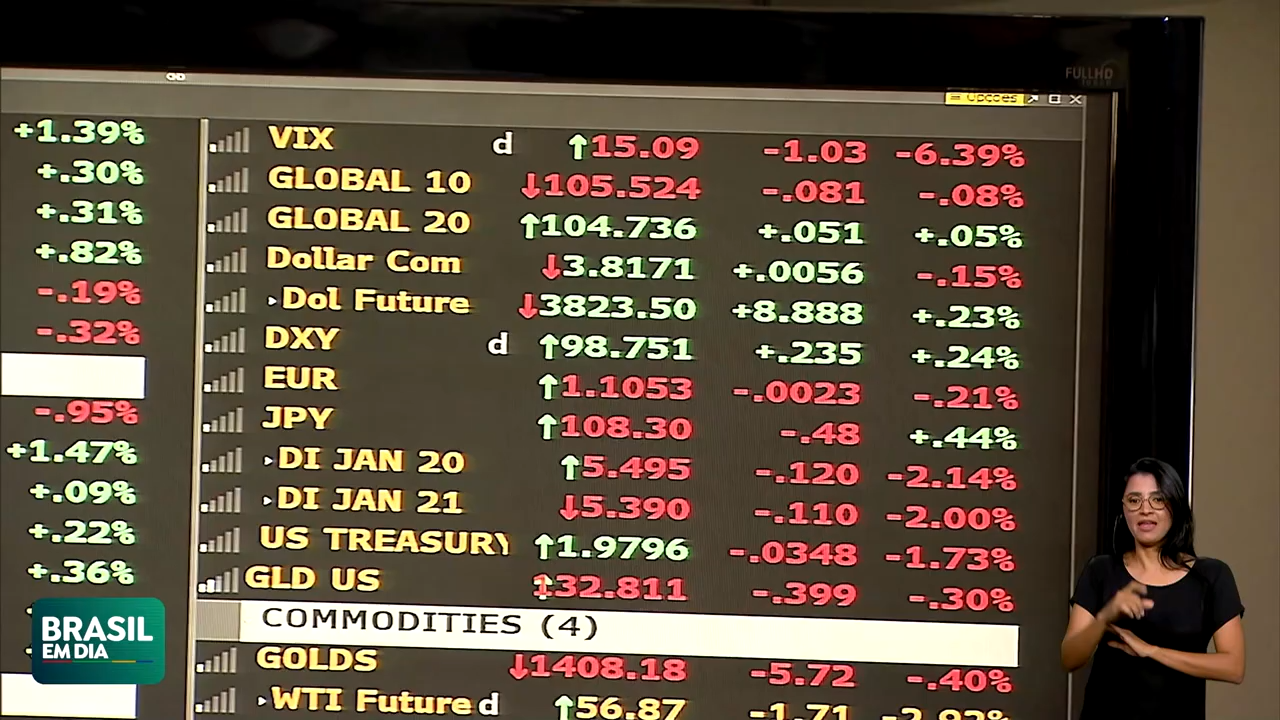 FULLHD
Opções
+1.39%
+.30%
+.31%
+.82%
-.19%
-.32%
-.95%
+1.47%
+.09%
+.22%
+.36%
VIX d ↑15.09 -1.03 -6.39%
GLOBAL 10 ↓105.524 -.081 -.08%
GLOBAL 20 ↑104.736 +.051 +.05%
Dollar Com ↓3.8171 +.0056 -.15%
Dol Future ↓3823.50 +8.888 +.23%
DXY d ↑98.751 +.235 +.24%
EUR ↑1.1053 -.0023 -.21%
JPY ↑108.30 -.48 +.44%
DI JAN 20 ↑5.495 -.120 -2.14%
DI JAN 21 ↓5.390 -.110 -2.00%
US TREASURY ↑1.9796 -.0348 -1.73%
GLD US 32.811 -.399 -.30%
COMMODITIES (4)
GOLDS ↓1408.18 -5.72 -.40%
WTI Future d ↑56.87 -1.71
BRASIL
EM DIA